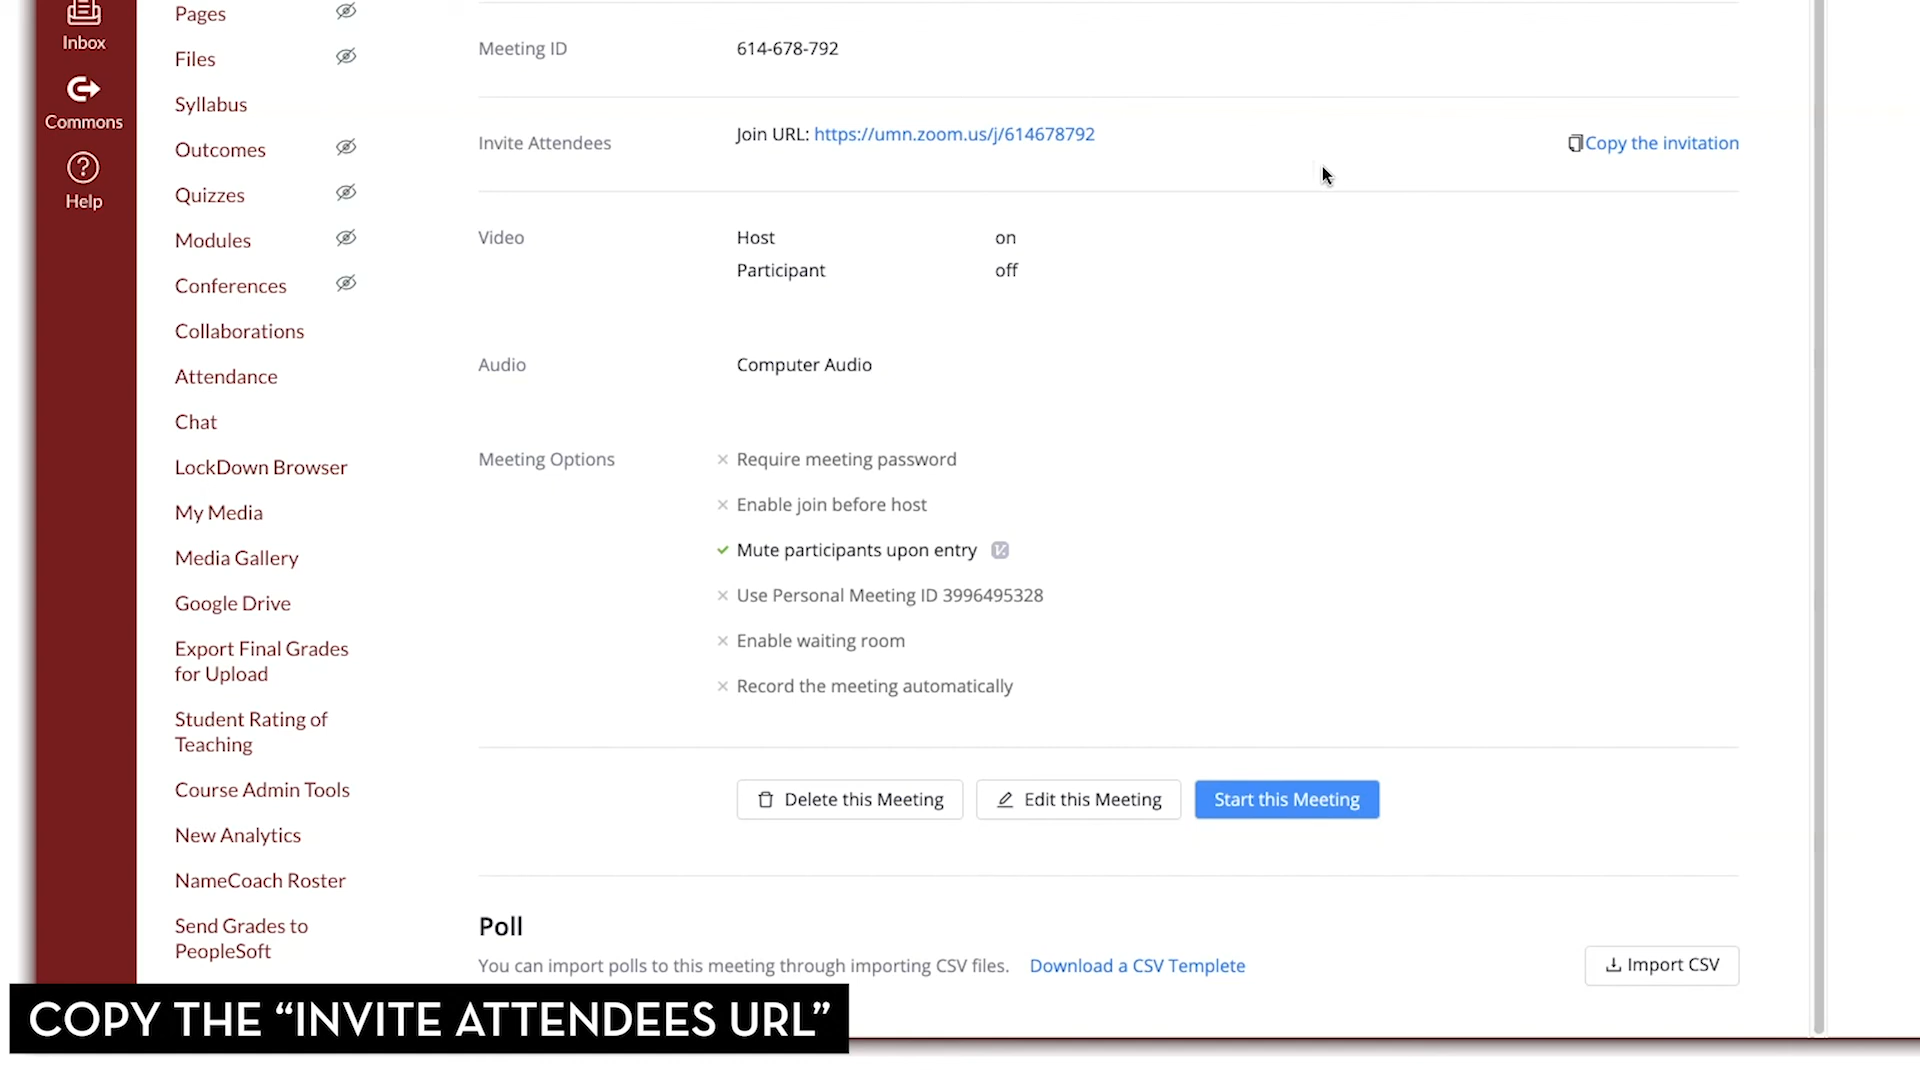 Inbox
Commons
Help
Pages
Files
Syllabus
Outcomes
Quizzes
Modules
Conferences
Collaborations
Attendance
Chat
LockDown Browser
My Media
Media Gallery
Google Drive
Export Final Grades
for Upload
Student Rating of
Teaching
Course Admin Tools
New Analytics
NameCoach Roster
Send Grades to
PeopleSoft
Meeting ID 614-678-792
Invite Attendees Join URL: https://umn.zoom.us/j/614678792 Copy the invitation
Video Host on
Participant off
Audio Computer Audio
Meeting Options Require meeting password
Enable join before host
Mute participants upon entry
Use Personal Meeting ID 3996495328
Enable waiting room
Record the meeting automatically
Delete this Meeting Edit this Meeting Start this Meeting
Poll
You can import polls to this meeting through importing CSV files. Download a CSV Templete Import CSV
COPY THE “INVITE ATTENDEES URL”